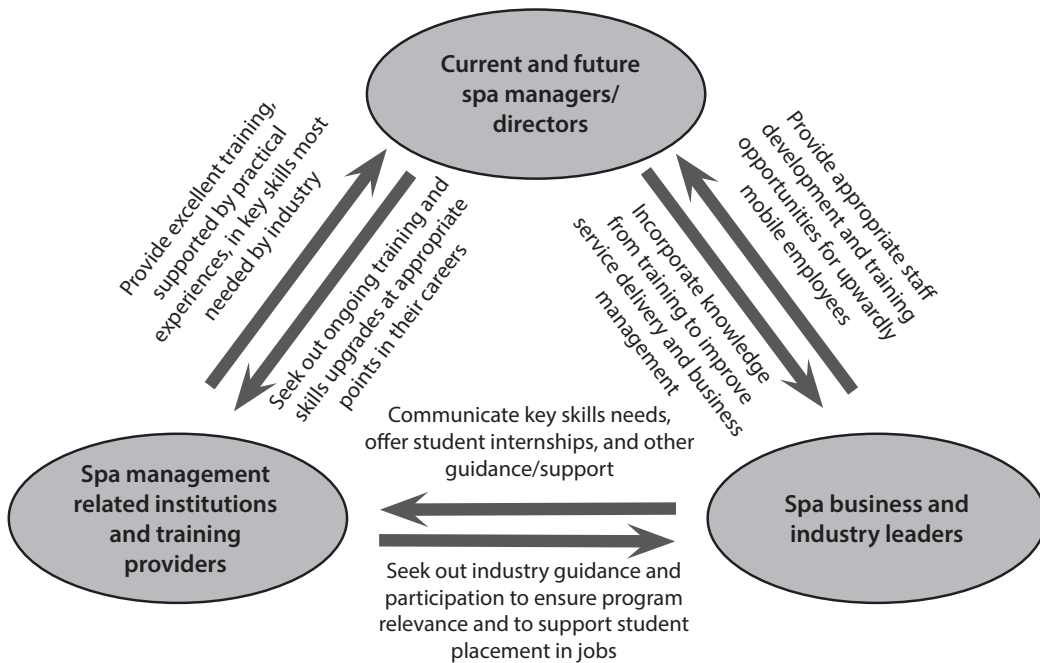 Current and future
spa managers/
directors
Provide excellent training,
supported by practical
experiences, in key skills most
needed by industry
Seek out ongoing training and
skills upgrades at appropriate
points in their careers
Incorporate knowledge
from training to improve
service delivery and business
management
Provide appropriate staff
development and training
opportunities for upwardly
mobile employees
Communicate key skills needs,
offer student internships, and other
guidance/support
Spa management
related institutions
and training
providers
Spa business and
industry leaders
Seek out industry guidance and
participation to ensure program
relevance and to support student
placement in jobs